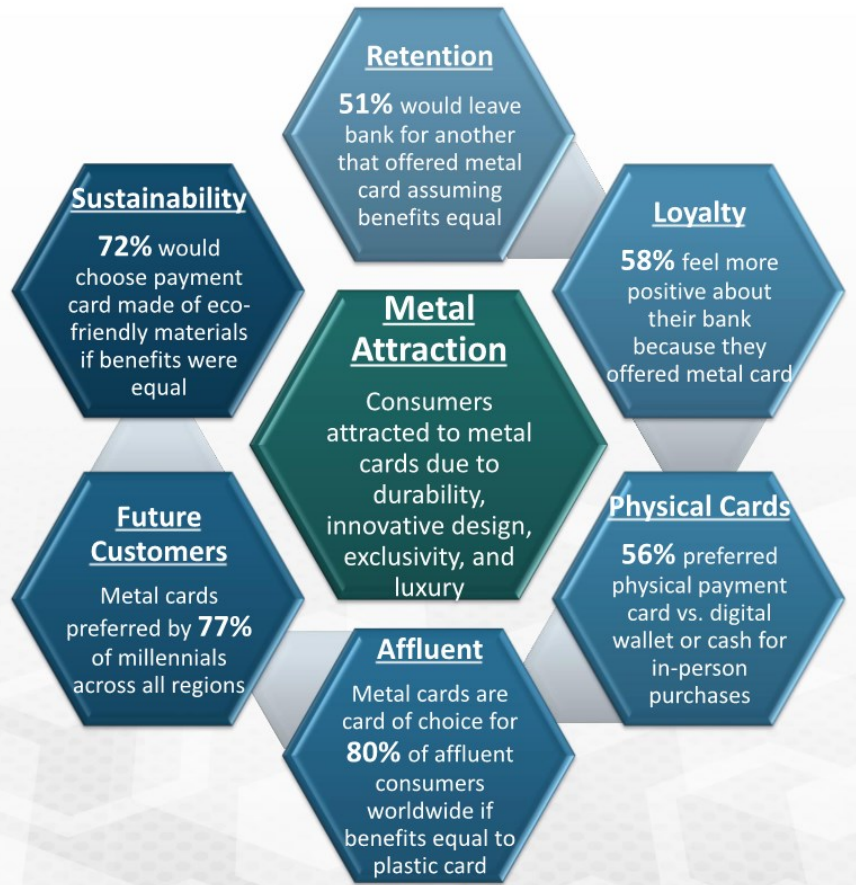 Retention
51% would leave
bank for another
that offered metal
card assuming
benefits equal
Loyalty
58% feel more
positive about
their bank
because they
offered metal card
Physical Cards
56% preferred
physical payment
card vs. digital
wallet or cash for
in-person
purchases
Affluent
Metal cards are
card of choice for
80% of affluent
consumers
worldwide if
benefits equal to
plastic card
Future
Customers
Metal cards
preferred by 77%
of millennials
across all regions
Sustainability
72% would
choose payment
card made of eco-
friendly materials
if benefits were
equal
Metal
Attraction
Consumers
attracted to metal
cards due to
durability,
innovative design,
exclusivity, and
luxury